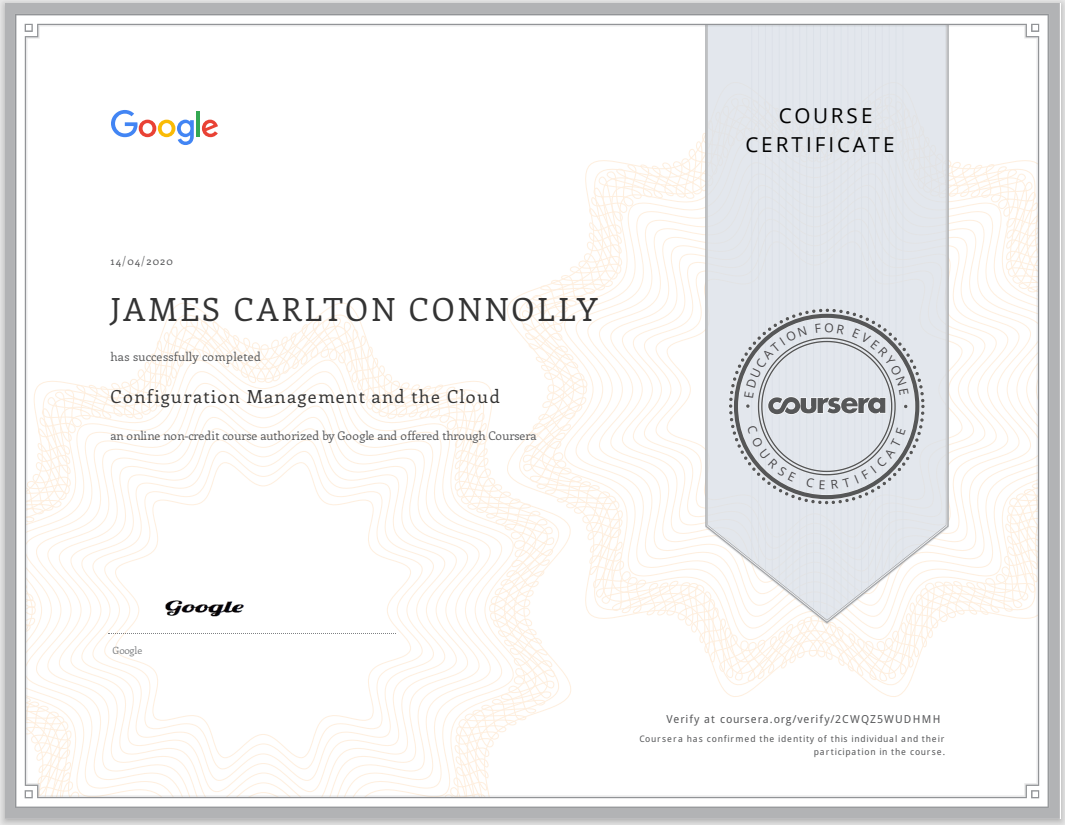 Google
COURSE
CERTIFICATE
14/04/2020
JAMES CARLTON CONNOLLY
has successfully completed
Configuration Management and the Cloud
an online non-credit course authorized by Google and offered through Coursera
EDUCATION FOR EVERYONE
coursera
COURSE CERTIFICATE
Google
Google
Verify at coursera.org/verify/2CWQZ5WUDHMH
Coursera has confirmed the identity of this individual and their
participation in the course.